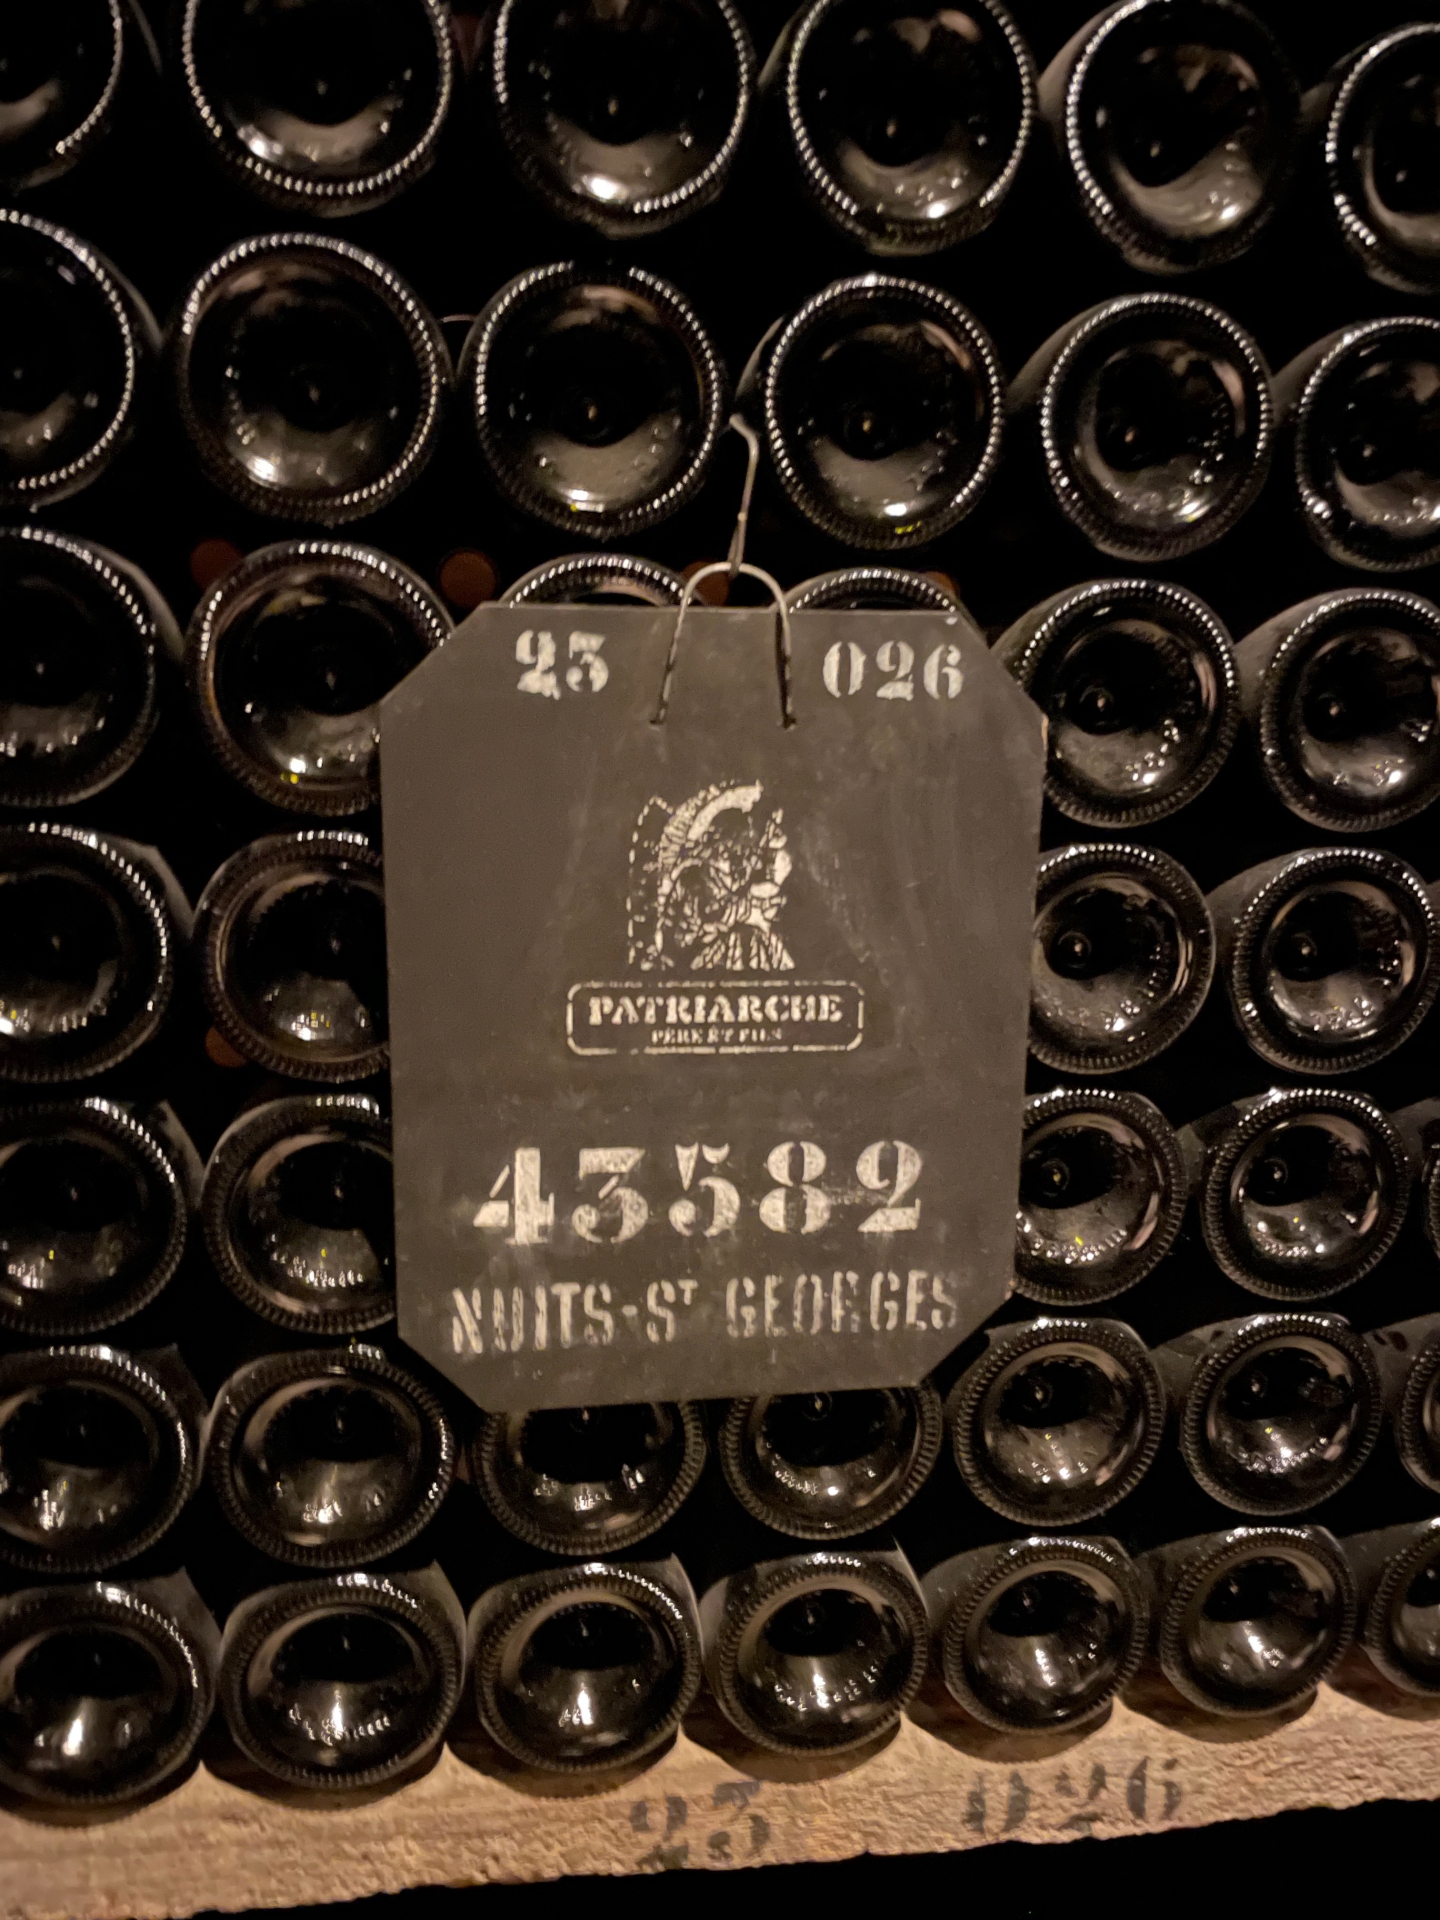 23 026
PATRIARCHE
PÈRE ET FILS
43582
NUITS-ST GEORGES
23 026